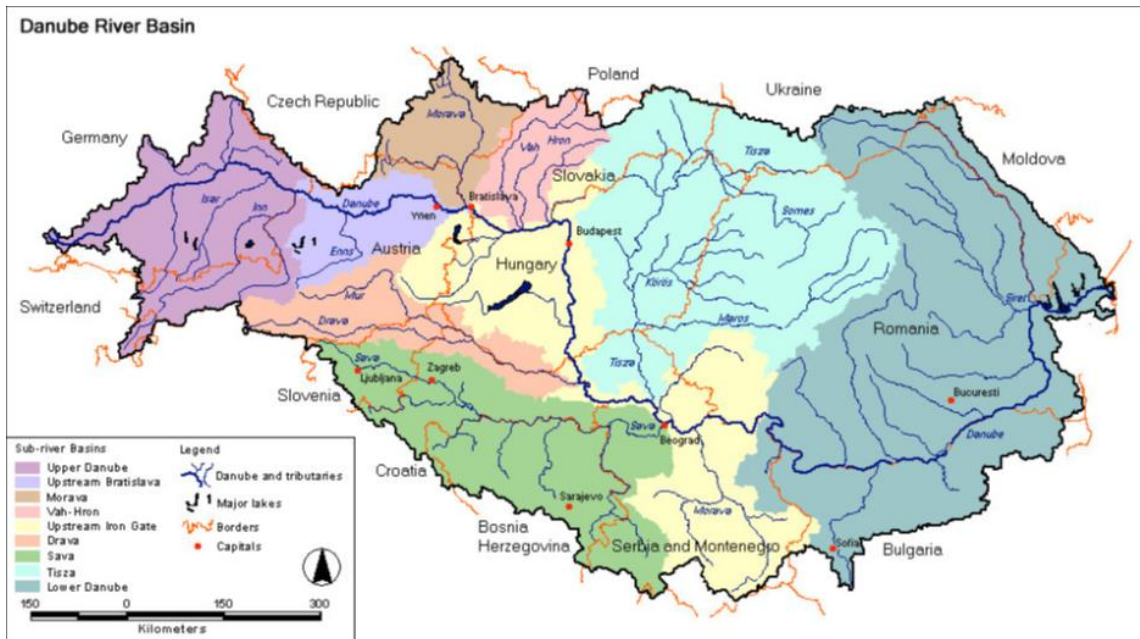 Danube River Basin
Poland
Ukraine
Czech Republic
Germany
Moldova
Morava
Vah
Hron
Tisza
Slovakia
Isar
Inn
Danube
Wien
Bratislava
Somes
Budapest
Enns
Austria
Hungary
Switzerland
Mur
Körös
Siret
Drava
Maros
Romania
Sava
Ljubljana
Zagreb
Tisza
Slovenia
Bucuresti
Sava
Beograd
Danube
Croatia
Sarajevo
Morava
Bosnia
Herzegovina
Serbia and Montenegro
Sofia
Bulgaria
Sub-river Basins
Upper Danube
Upstream Bratislava
Morava
Vah-Hron
Upstream Iron Gate
Drava
Sava
Tisza
Lower Danube
Legend
Danube and tributaries
Major lakes
Borders
Capitals
150 0 150 300
Kilometers